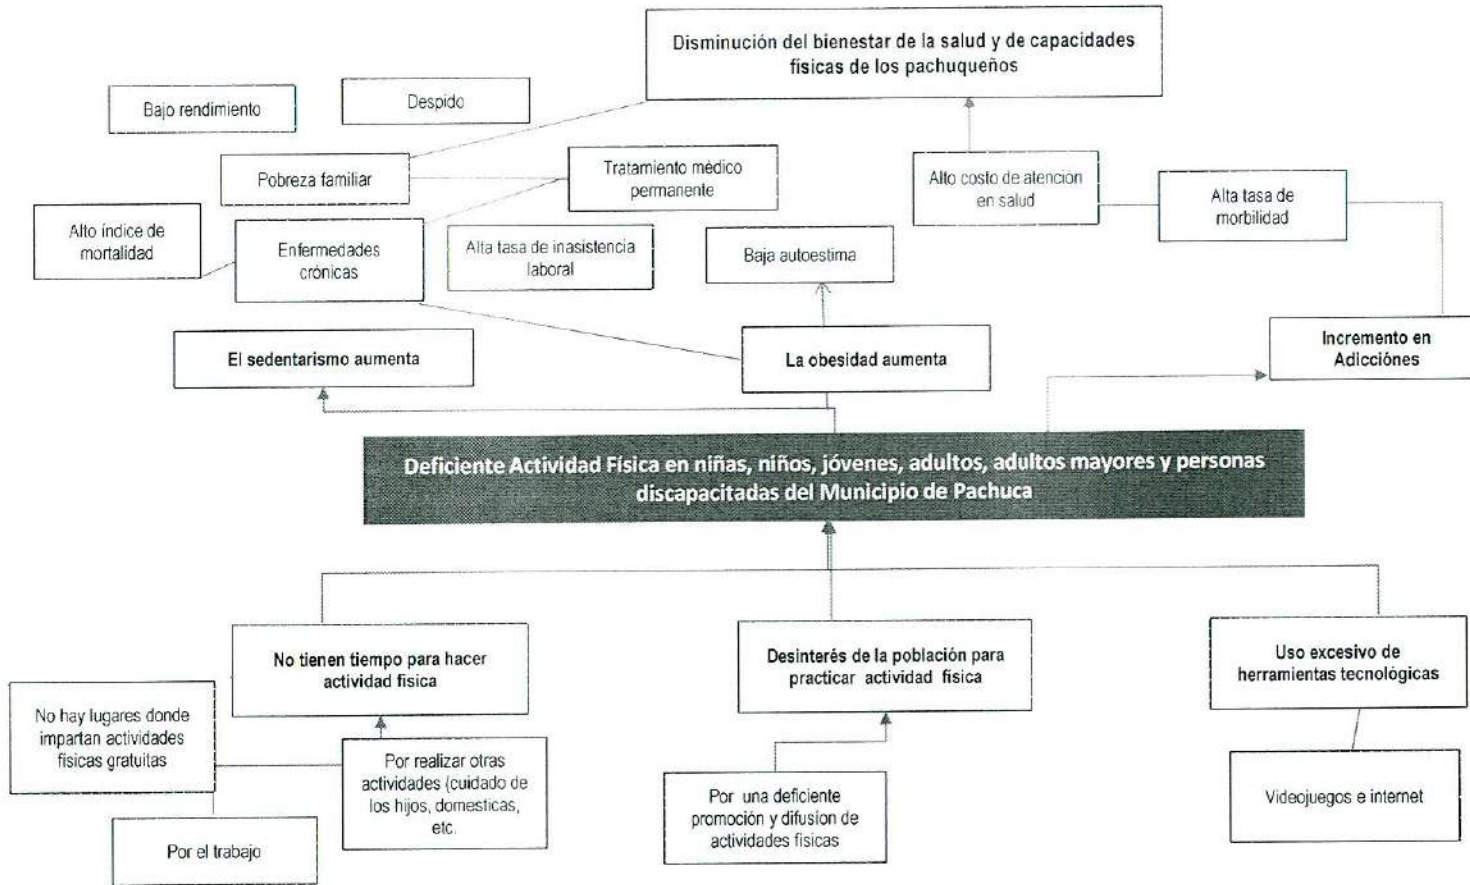 Disminución del bienestar de la salud y de capacidades
físicas de los pachuqueños
Bajo rendimiento
Despido
Pobreza familiar
Tratamiento médico
permanente
Alto costo de atención
en salud
Alta tasa de
morbilidad
Alto índice de
mortalidad
Enfermedades
crónicas
Alta tasa de inasistencia
laboral
Baja autoestima
El sedentarismo aumenta
La obesidad aumenta
Incremento en
Adicciónes
Deficiente Actividad Física en niñas, niños, jóvenes, adultos, adultos mayores y personas
discapacitadas del Municipio de Pachuca
No tienen tiempo para hacer
actividad fisica
Desinterés de la población para
practicar actividad fisica
Uso excesivo de
herramientas tecnológicas
No hay lugares donde
impartan actividades
físicas gratuitas
Por realizar otras
actividades (cuidado de
los hijos, domesticas,
etc.
Por una deficiente
promoción y difusion de
actividades físicas
Videojuegos e internet
Por el trabajo